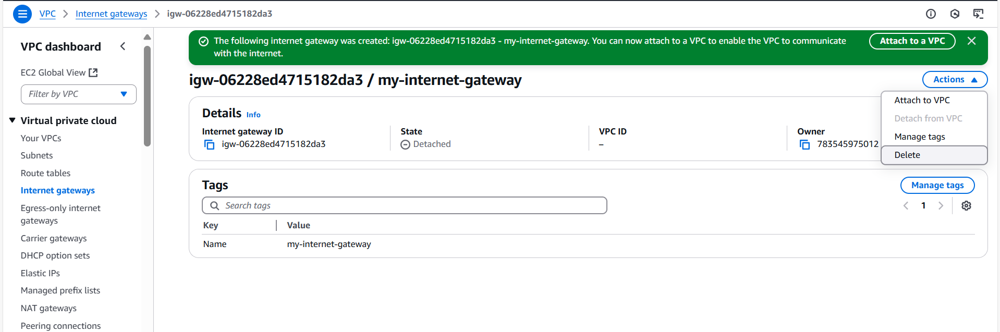 VPC > Internet gateways > igw-06228ed4715182da3
VPC dashboard
EC2 Global View
Filter by VPC
Virtual private cloud
Your VPCs
Subnets
Route tables
Internet gateways
Egress-only internet
gateways
Carrier gateways
DHCP option sets
Elastic IPs
Managed prefix lists
NAT gateways
Peering connections
The following internet gateway was created: igw-06228ed4715182da3 - my-internet-gateway. You can now attach to a VPC to enable the VPC to communicate
with the internet.
Attach to a VPC
igw-06228ed4715182da3 / my-internet-gateway
Actions
Attach to VPC
Detach from VPC
Manage tags
Delete
Details Info
Internet gateway ID
igw-06228ed4715182da3
State
Detached
VPC ID
–
Owner
783545975012
Tags
Manage tags
Search tags
1
Key Value
Name my-internet-gateway